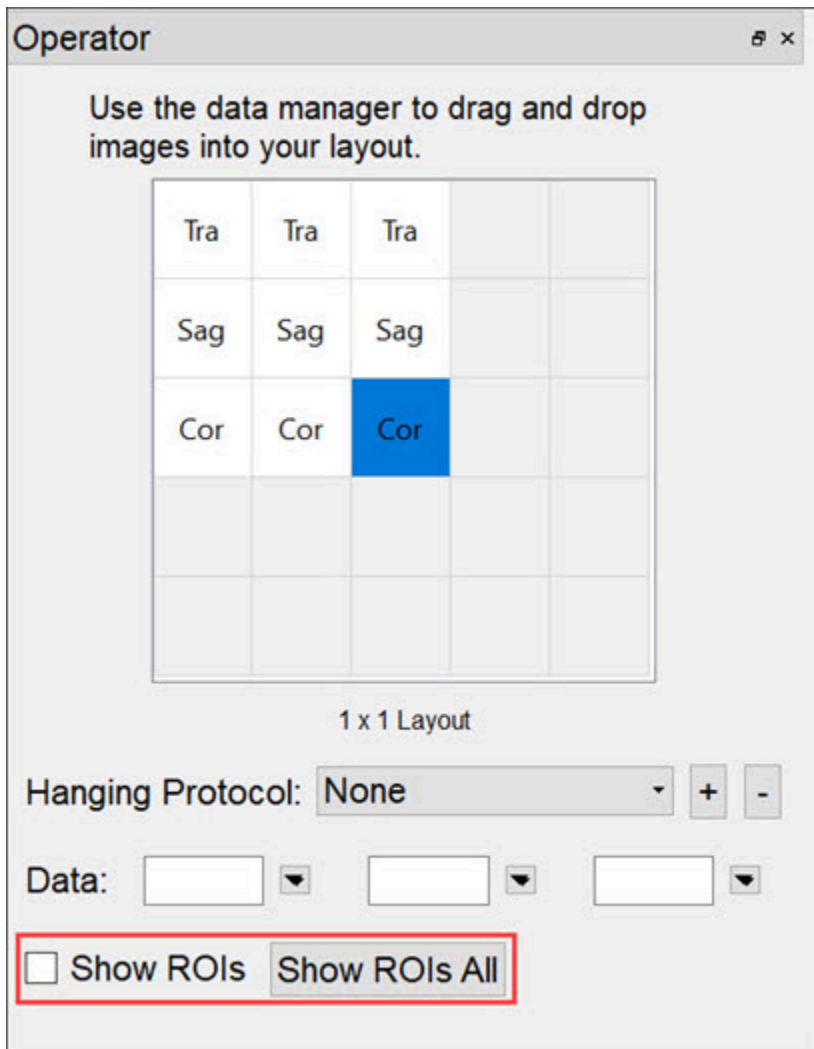 Operator
Use the data manager to drag and drop
images into your layout.
Tra Tra Tra
Sag Sag Sag
Cor Cor Cor
1 x 1 Layout
Hanging Protocol: None + -
Data:
Show ROIs Show ROIs All